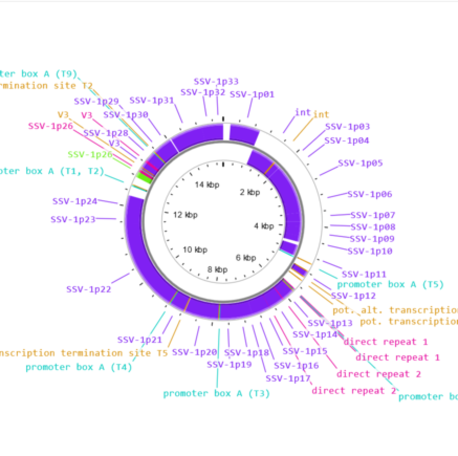 SSV-1p33
SSV-1p32
SSV-1p01
ter box A (T9)
rmination site T2
SSV-1p29
SSV-1p31
SSV-1p30
V3
V3
SSV-1p26
SSV-1p28
V3
SSV-1p26
oter box A (T1, T2)
SSV-1p24
SSV-1p23
SSV-1p22
SSV-1p21
nscription termination site T5
promoter box A (T4)
SSV-1p20
SSV-1p19
SSV-1p18
promoter box A (T3)
SSV-1p17
SSV-1p16
SSV-1p15
direct repeat 2
direct repeat 2
promoter bo
direct repeat 1
direct repeat 1
SSV-1p14
SSV-1p13
pot. transcription
pot. alt. transcriptio
SSV-1p12
promoter box A (T5)
SSV-1p11
SSV-1p10
SSV-1p09
SSV-1p08
SSV-1p07
SSV-1p06
SSV-1p05
SSV-1p04
SSV-1p03
int
int
2 kbp
4 kbp
6 kbp
8 kbp
10 kbp
12 kbp
14 kbp